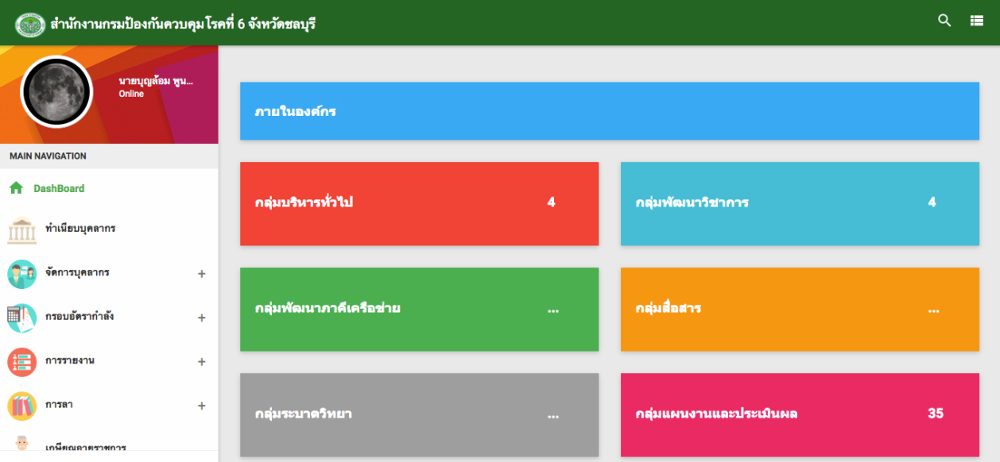 สำนักงานกรมป้องกันควบคุมโรคที่ 6 จังหวัดชลบุรี
นายบุญล้อม พูน...
Online
MAIN NAVIGATION
DashBoard
ทำเนียบบุคลากร
จัดการบุคลากร
กรอบอัตรากำลัง
การรายงาน
การลา
เกษียณอายุราชการ
ภายในองค์กร
กลุ่มบริหารทั่วไป 4
กลุ่มพัฒนาวิชาการ 4
กลุ่มพัฒนาภาคีเครือข่าย ...
กลุ่มสื่อสาร ...
กลุ่มระบาดวิทยา ...
กลุ่มแผนงานและประเมินผล 35